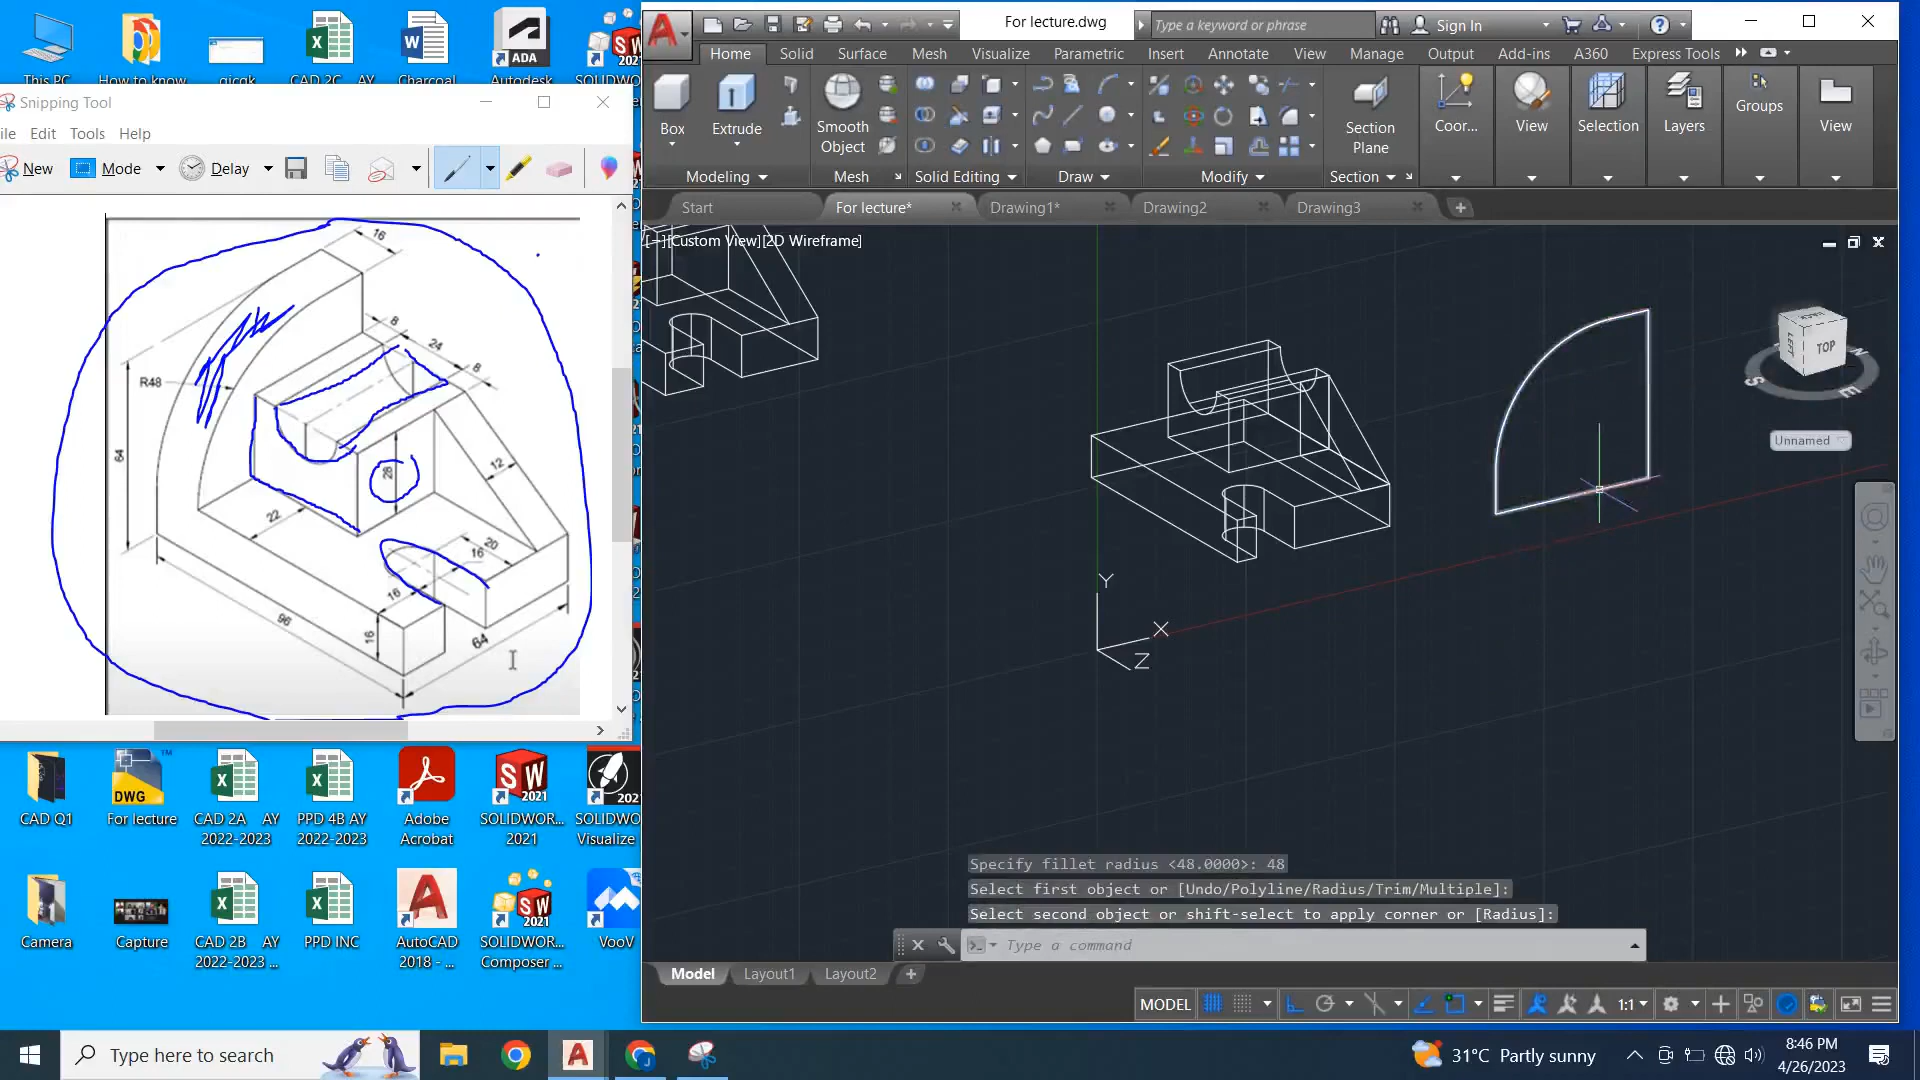 This PC
How to know
qicqk
CAD 2C AY
Charcoal
Autodesk
SOLIDWOR...
Snipping Tool
ile Edit Tools Help
New Mode Delay
16
8
24
8
R48
64
28
12
22
20
16
16
96
16
64
CAD Q1
For lecture
CAD 2A AY
2022-2023
PPD 4B AY
2022-2023
Adobe
Acrobat
SOLIDWOR...
2021
SOLIDWO
Visualize
Camera
Capture
CAD 2B AY
2022-2023 ...
PPD INC
AutoCAD
2018 - ...
SOLIDWOR...
Composer ...
VooV
For lecture.dwg
Type a keyword or phrase
Sign In
Home Solid Surface Mesh Visualize Parametric Insert Annotate View Manage Output Add-ins A360 Express Tools
Box
Extrude
Smooth
Object
Section
Plane
Coor...
View
Selection
Layers
Groups
View
Modeling Mesh Solid Editing Draw Modify Section
Start For lecture* Drawing1* Drawing2 Drawing3
[−][Custom View][2D Wireframe]
LEFT
TOP
S
E
Unnamed
Y
X
Z
Specify fillet radius <48.0000>: 48
Select first object or [Undo/Polyline/Radius/Trim/Multiple]:
Select second object or shift-select to apply corner or [Radius]:
Type a command
Model Layout1 Layout2
MODEL
1:1
Type here to search
31°C Partly sunny
8:46 PM
4/26/2023